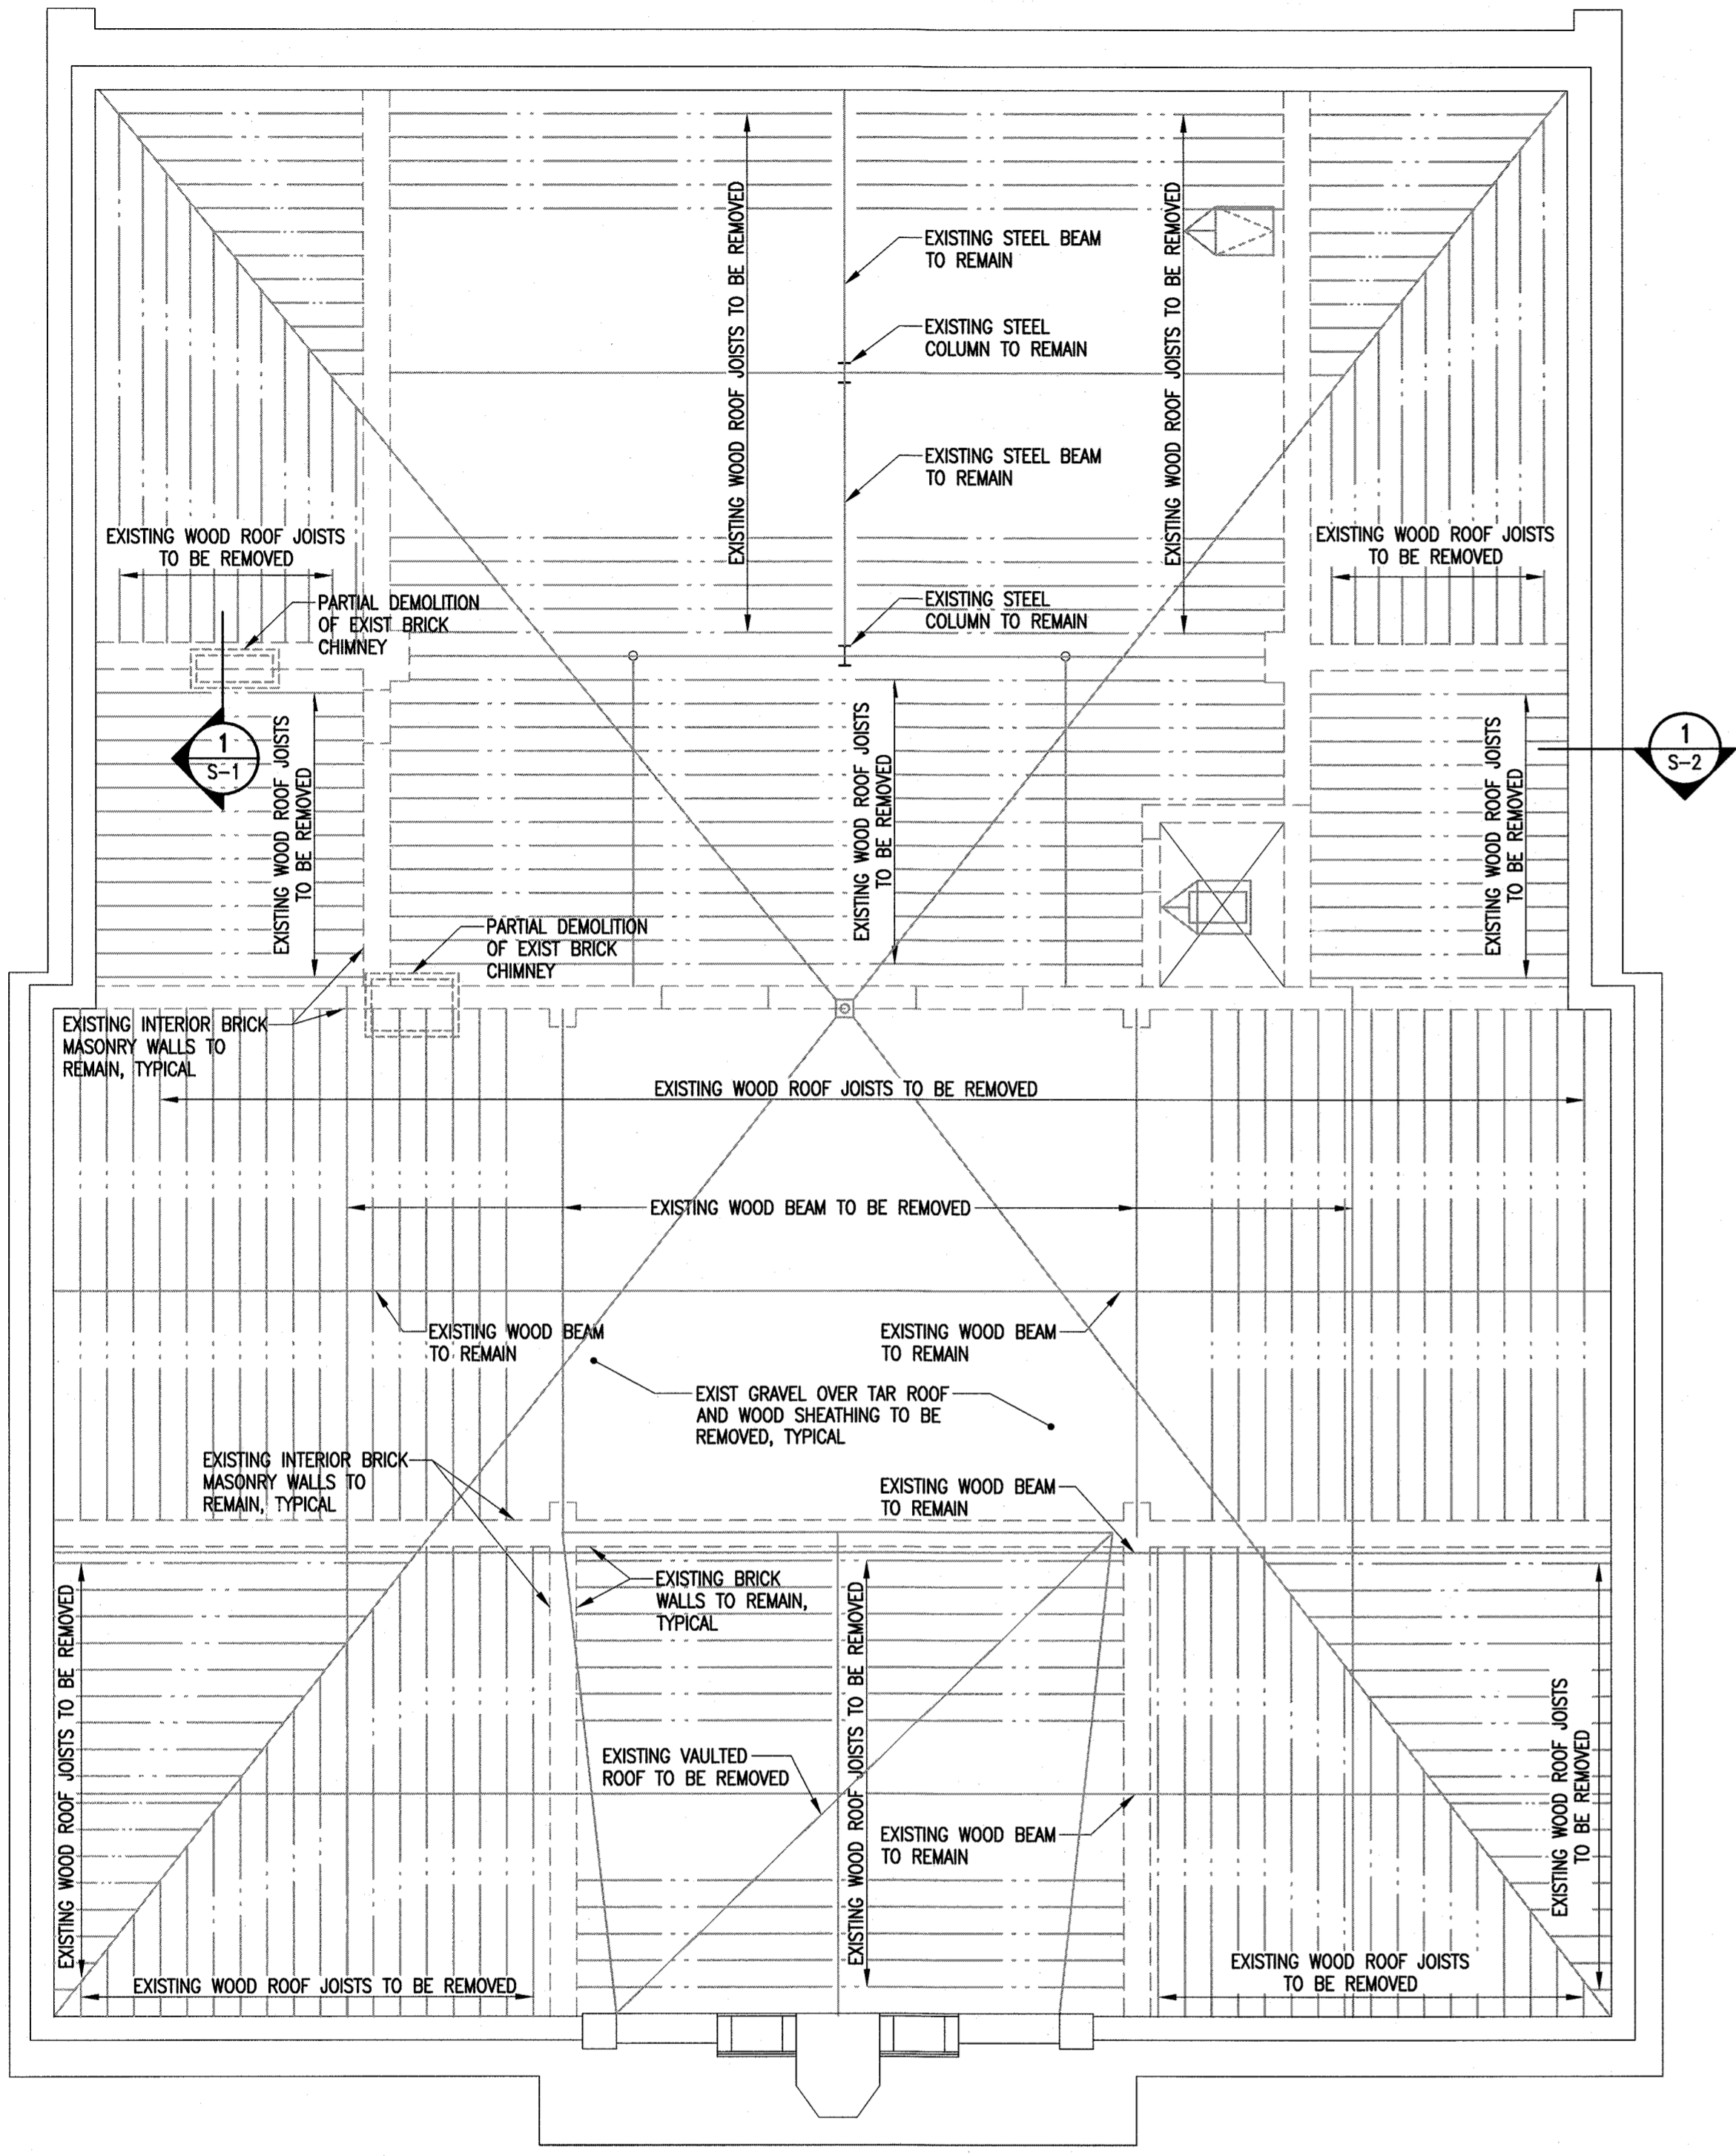 EXISTING WOOD ROOF JOISTS TO BE REMOVED
EXISTING WOOD ROOF JOISTS TO BE REMOVED
EXISTING STEEL BEAM
TO REMAIN
EXISTING STEEL
COLUMN TO REMAIN
EXISTING STEEL BEAM
TO REMAIN
EXISTING WOOD ROOF JOISTS
TO BE REMOVED
EXISTING WOOD ROOF JOISTS
TO BE REMOVED
PARTIAL DEMOLITION
OF EXIST BRICK
CHIMNEY
EXISTING STEEL
COLUMN TO REMAIN
1
S-1
EXISTING WOOD ROOF JOISTS
TO BE REMOVED
EXISTING WOOD ROOF JOISTS
TO BE REMOVED
EXISTING WOOD ROOF JOISTS
TO BE REMOVED
1
S-2
PARTIAL DEMOLITION
OF EXIST BRICK
CHIMNEY
EXISTING INTERIOR BRICK
MASONRY WALLS TO
REMAIN, TYPICAL
EXISTING WOOD ROOF JOISTS TO BE REMOVED
EXISTING WOOD BEAM TO BE REMOVED
EXISTING WOOD BEAM
TO REMAIN
EXISTING WOOD BEAM
TO REMAIN
EXIST GRAVEL OVER TAR ROOF
AND WOOD SHEATHING TO BE
REMOVED, TYPICAL
EXISTING INTERIOR BRICK
MASONRY WALLS TO
REMAIN, TYPICAL
EXISTING WOOD BEAM
TO REMAIN
EXISTING BRICK
WALLS TO REMAIN,
TYPICAL
EXISTING WOOD ROOF JOISTS TO BE REMOVED
EXISTING WOOD ROOF JOISTS TO BE REMOVED
EXISTING WOOD ROOF JOISTS
TO BE REMOVED
EXISTING VAULTED
ROOF TO BE REMOVED
EXISTING WOOD BEAM
TO REMAIN
EXISTING WOOD ROOF JOISTS TO BE REMOVED
EXISTING WOOD ROOF JOISTS
TO BE REMOVED